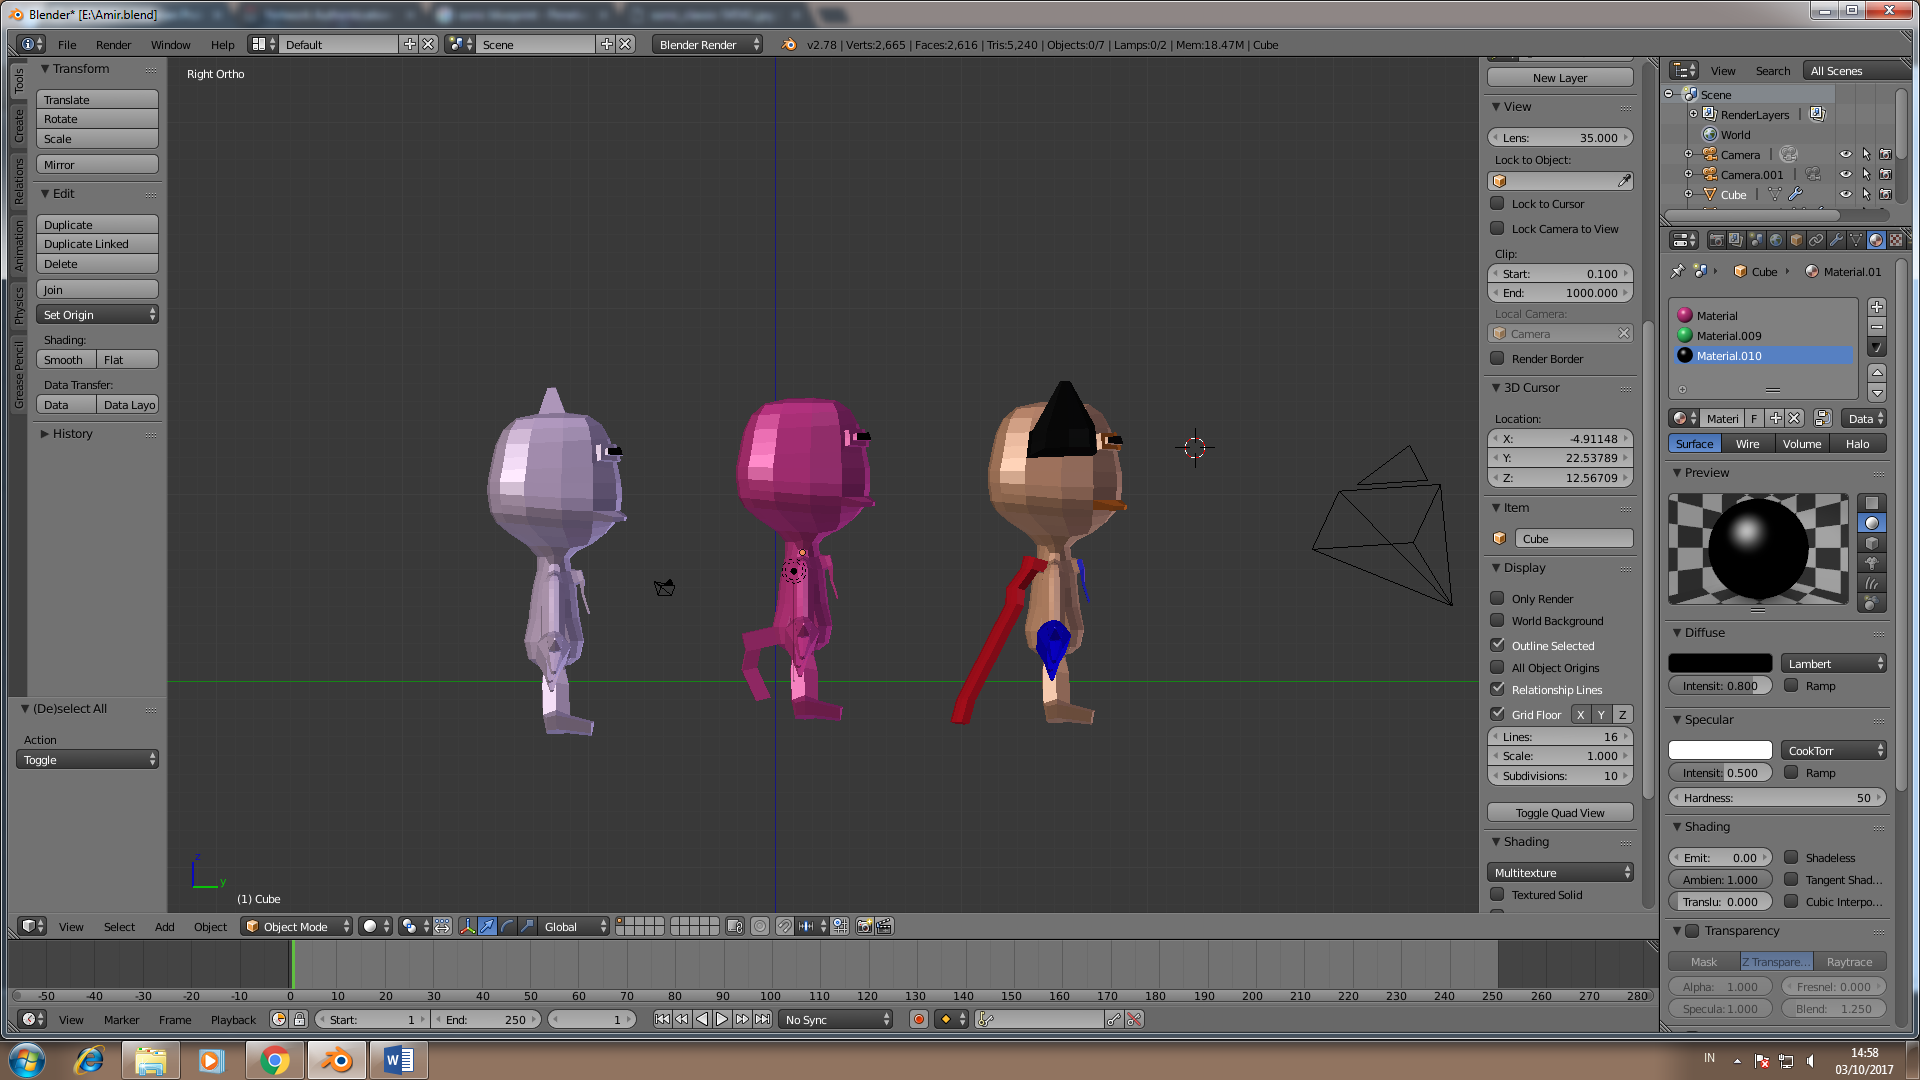 Blender* [E:\Amir.blend]
File Render Window Help Default Scene Blender Render v2.78 | Verts:2,665 | Faces:2,616 | Tris:5,240 | Objects:0/7 | Lamps:0/2 | Mem:18.47M | Cube
Tools
Create
Relations
Animation
Physics
Grease Pencil
Transform
Translate
Rotate
Scale
Mirror
Edit
Duplicate
Duplicate Linked
Delete
Join
Set Origin
Shading:
Smooth Flat
Data Transfer:
Data Data Layo
History
(De)select All
Action
Toggle
Right Ortho
z
y
(1) Cube
New Layer
View
Lens: 35.000
Lock to Object:
Lock to Cursor
Lock Camera to View
Clip:
Start: 0.100
End: 1000.000
Local Camera:
Camera
Render Border
3D Cursor
Location:
X: -4.91148
Y: 22.53789
Z: 12.56709
Item
Cube
Display
Only Render
World Background
Outline Selected
All Object Origins
Relationship Lines
Grid Floor X Y Z
Lines: 16
Scale: 1.000
Subdivisions: 10
Toggle Quad View
Shading
Multitexture
Textured Solid
View Search All Scenes
Scene
RenderLayers |
World
Camera |
Camera.001 |
Cube |
Cube Material.01
Material
Material.009
Material.010
Materi F Data
Surface Wire Volume Halo
Preview
Diffuse
Lambert
Intensit: 0.800 Ramp
Specular
CookTorr
Intensit: 0.500 Ramp
Hardness: 50
Shading
Emit: 0.00 Shadeless
Ambien: 1.000 Tangent Shad...
Translu: 0.000 Cubic Interpo...
Transparency
Mask Z Transpare... Raytrace
Alpha: 1.000 Fresnel: 0.000
Specula: 1.000 Blend: 1.250
View Select Add Object Object Mode Global
-50 -40 -30 -20 -10 0 10 20 30 40 50 60 70 80 90 100 110 120 130 140 150 160 170 180 190 200 210 220 230 240 250 260 270 280
View Marker Frame Playback Start: 1 End: 250 1 No Sync
IN 14:58
03/10/2017